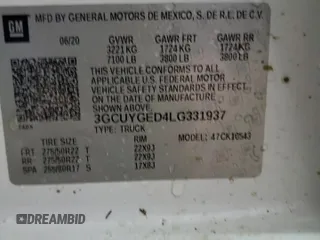 GM
MFD BY GENERAL MOTORS DE MEXICO, S. DE R.L. DE C.V.
06/20 GVWR GAWR FRT GAWR RR
3221 KG 1724 KG 1724 KG
7100 LB 3800 LB 3800 LB
THIS VEHICLE CONFORMS TO ALL APPLICABLE
U.S. FEDERAL MOTOR VEHICLE SAFETY
STANDARDS IN EFFECT ON THE DATE OF
MANUFACTURE SHOWN ABOVE.
3GCUYGED4LG331937
TYPE: TRUCK
TIRE SIZE RIM
FRT 275/50R22 T 22X9J
RR 275/50R22 T 22X9J
SPA 255/80R17 S 17X8J
DREAMBID